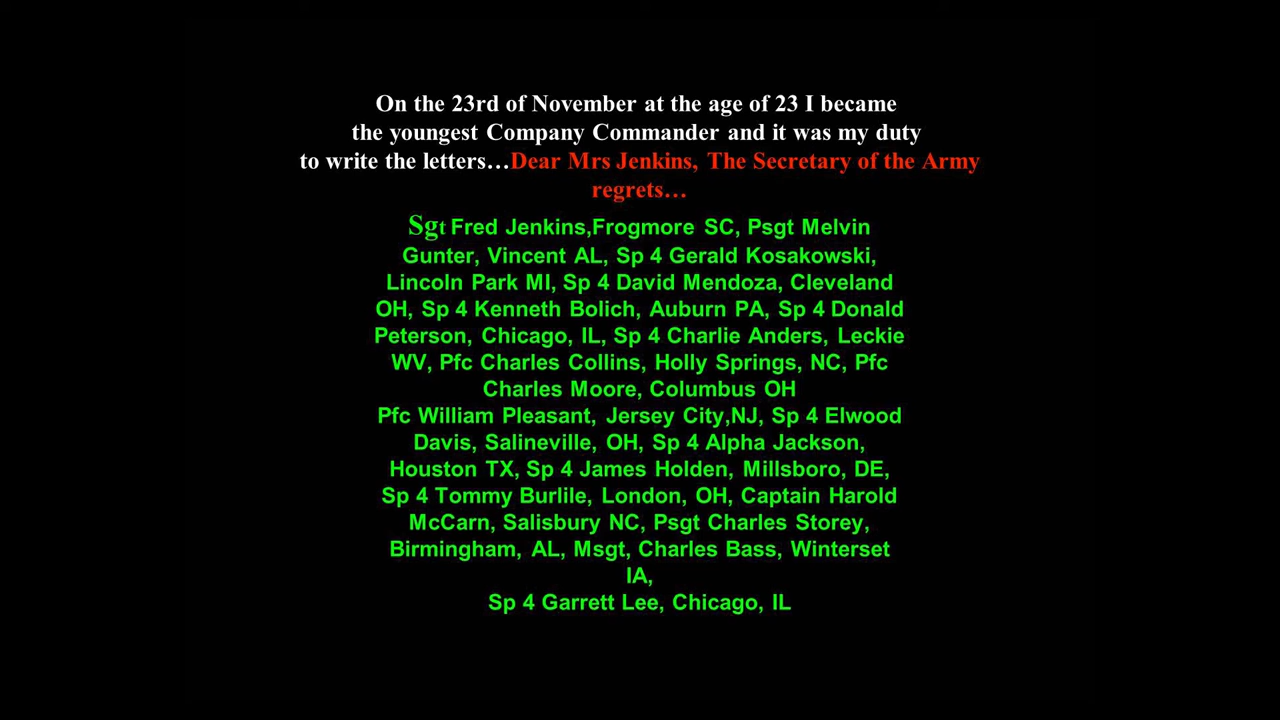 On the 23rd of November at the age of 23 I became
the youngest Company Commander and it was my duty
to write the letters…Dear Mrs Jenkins, The Secretary of the Army
regrets…
Sgt Fred Jenkins,Frogmore SC, Psgt Melvin
Gunter, Vincent AL, Sp 4 Gerald Kosakowski,
Lincoln Park MI, Sp 4 David Mendoza, Cleveland
OH, Sp 4 Kenneth Bolich, Auburn PA, Sp 4 Donald
Peterson, Chicago, IL, Sp 4 Charlie Anders, Leckie
WV, Pfc Charles Collins, Holly Springs, NC, Pfc
Charles Moore, Columbus OH
Pfc William Pleasant, Jersey City,NJ, Sp 4 Elwood
Davis, Salineville, OH, Sp 4 Alpha Jackson,
Houston TX, Sp 4 James Holden, Millsboro, DE,
Sp 4 Tommy Burlile, London, OH, Captain Harold
McCarn, Salisbury NC, Psgt Charles Storey,
Birmingham, AL, Msgt, Charles Bass, Winterset
IA,
Sp 4 Garrett Lee, Chicago, IL